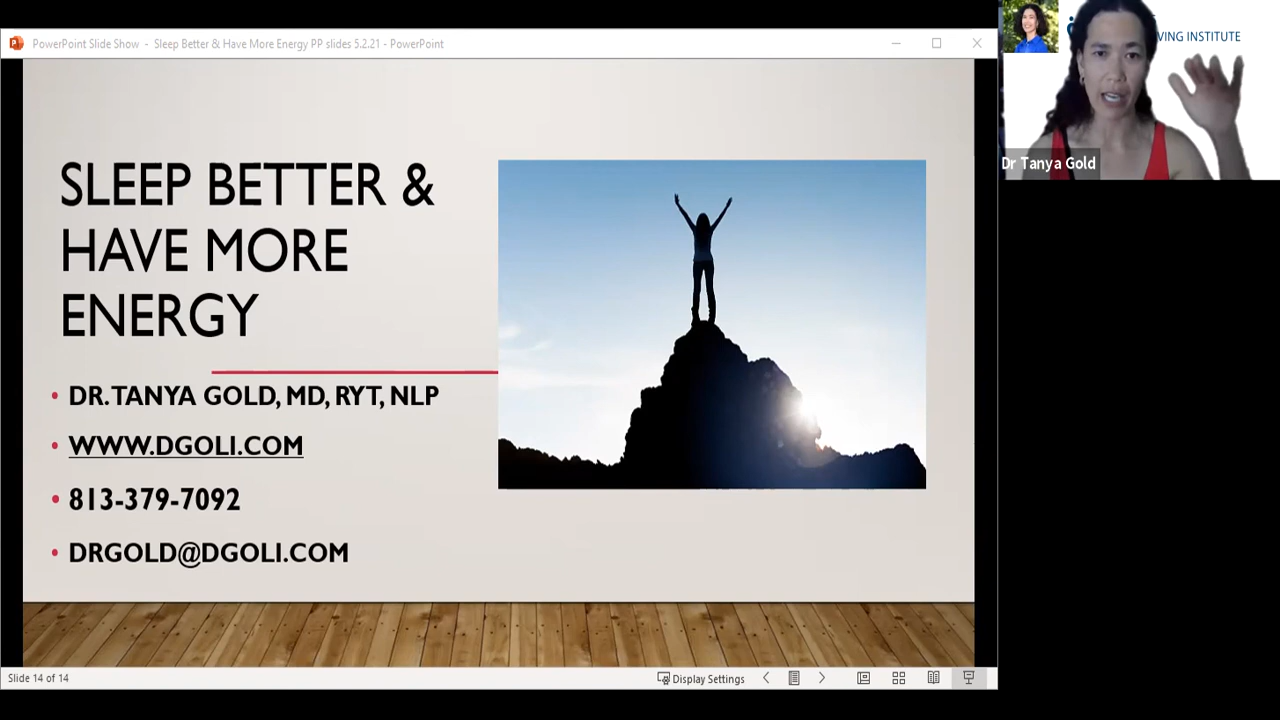 PowerPoint Slide Show - Sleep Better & Have More Energy PP slides 5.2.21 - PowerPoint
VING INSTITUTE
Dr Tanya Gold
SLEEP BETTER &
HAVE MORE
ENERGY
• DR. TANYA GOLD, MD, RYT, NLP
• WWW.DGOLI.COM
• 813-379-7092
• DRGOLD@DGOLI.COM
Slide 14 of 14
Display Settings